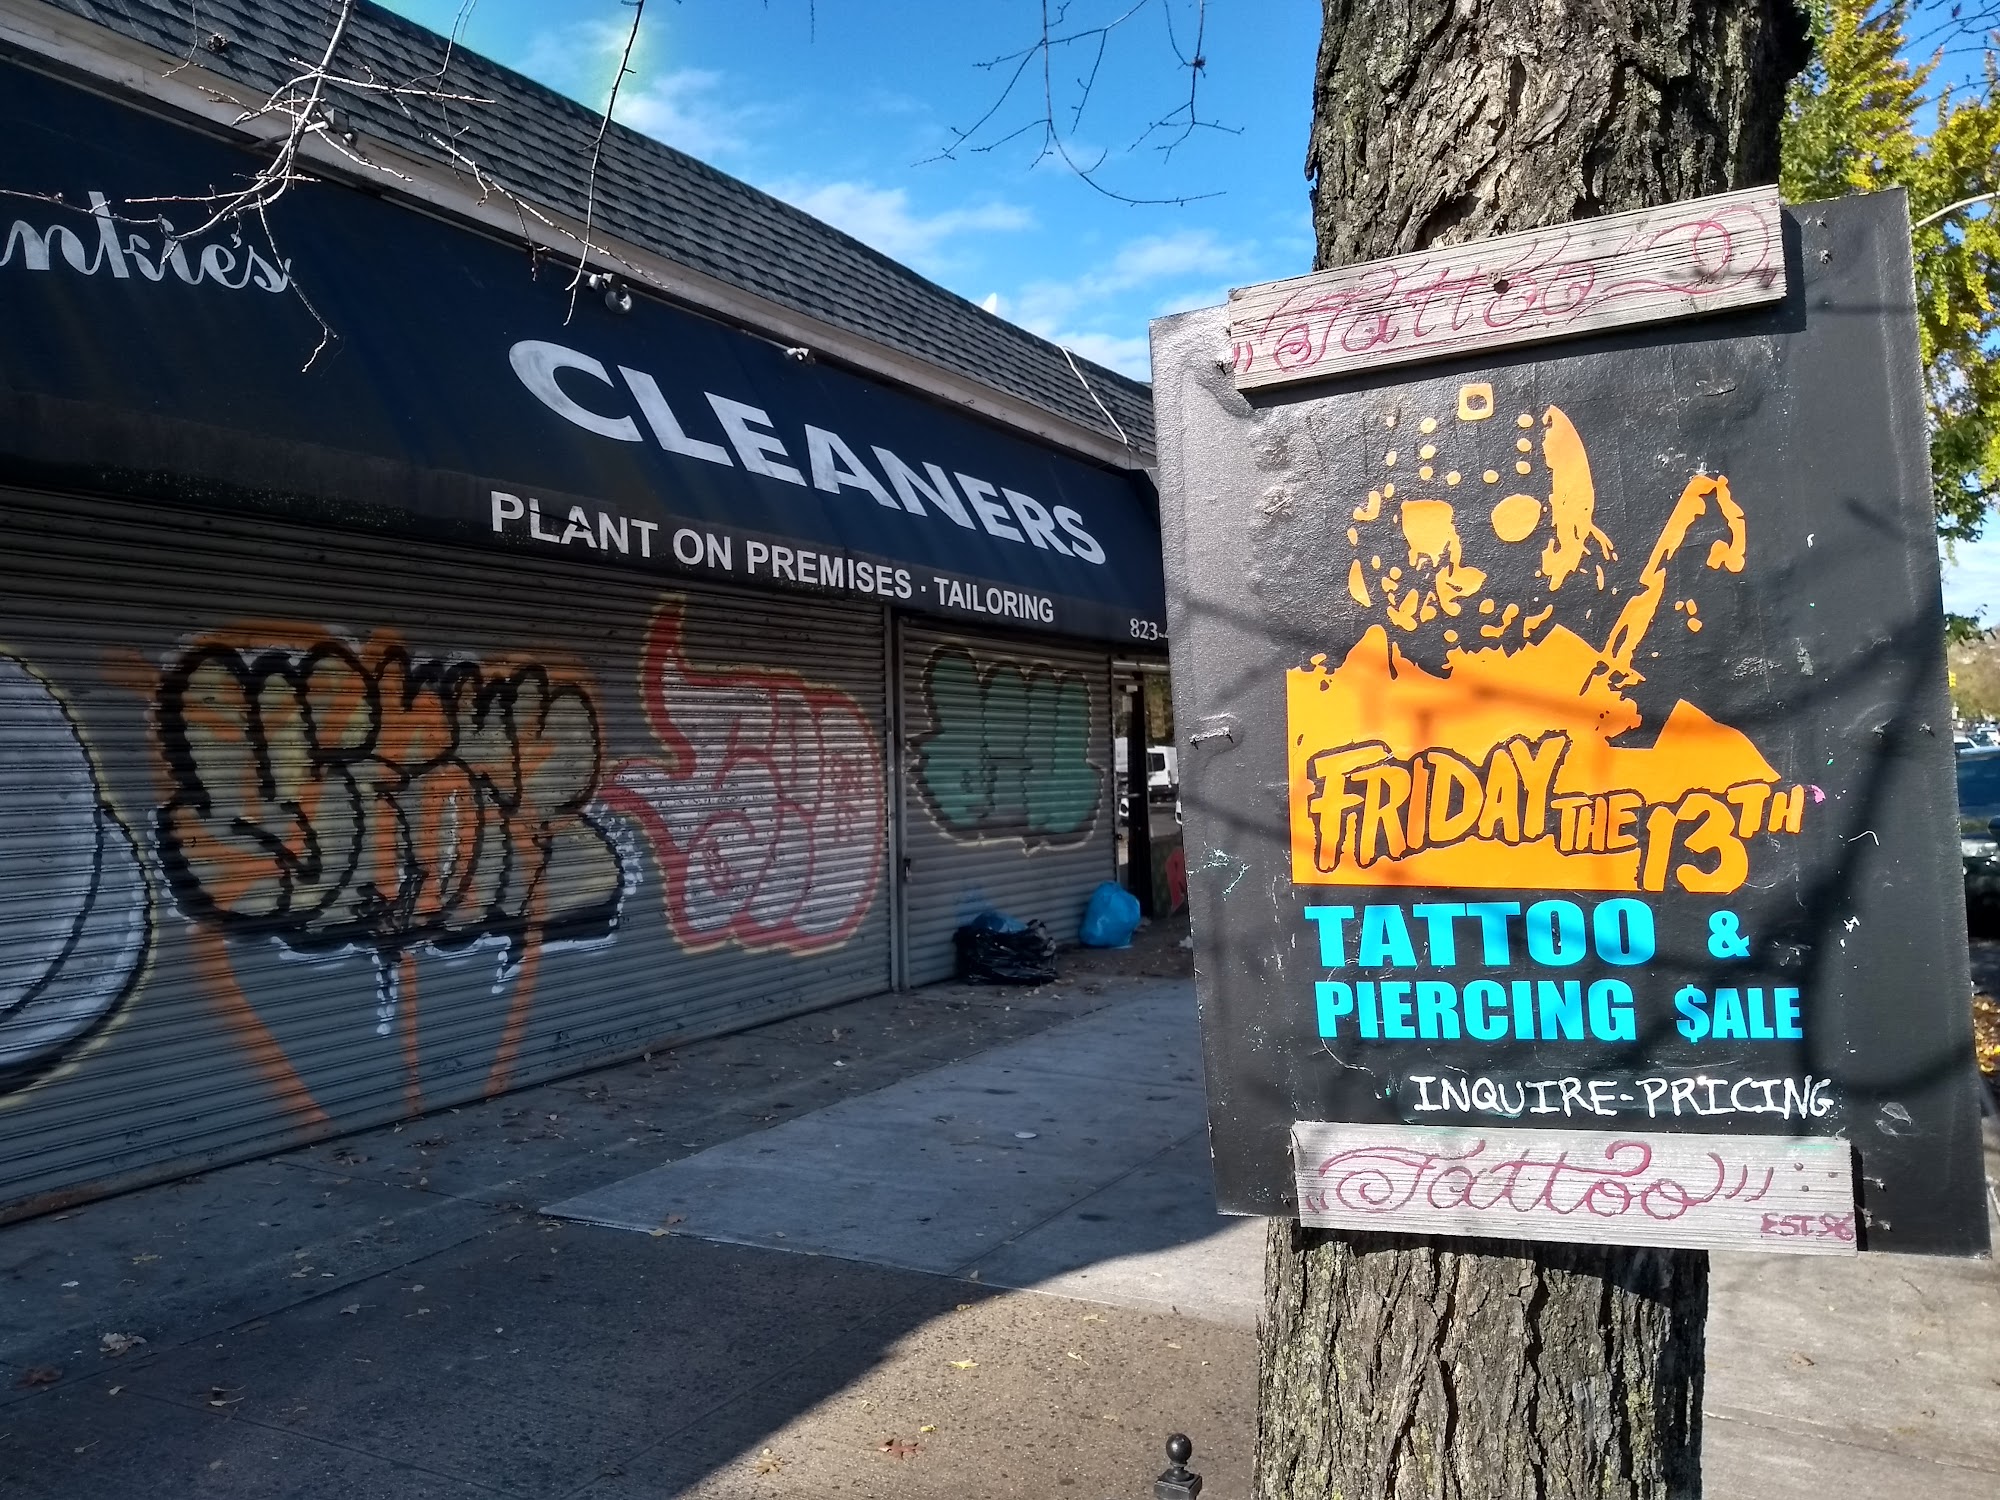 nkie's
CLEANERS
PLANT ON PREMISES · TAILORING
823-
"Tattoo"
FRIDAY THE 13TH
TATTOO &
PIERCING $ALE
INQUIRE-PRICING
"Tattoo"
EST. 96